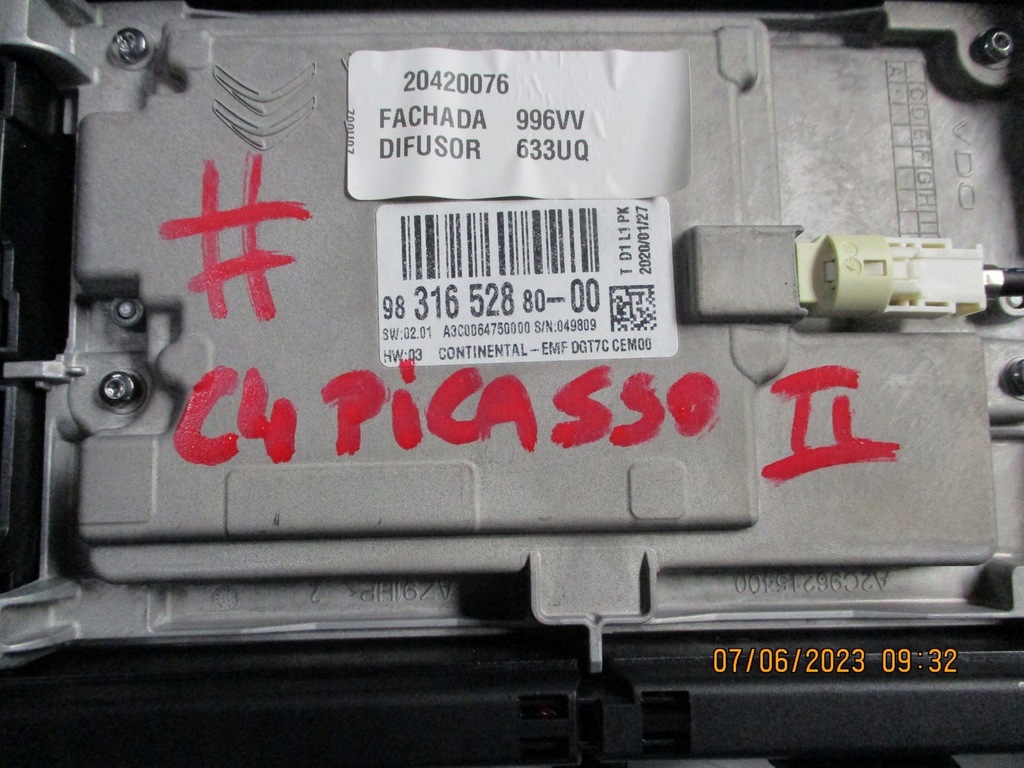 20420076
FACHADA 996VV
DIFUSOR 633UQ
T D1 L1 PK
2020/01/27
98 316 528 80-00
SW:02.01 A3C0064750000 S/N:049809
HW:03 CONTINENTAL-EMF DGT7C CEM00
VDO
#
C4 PiCASSO II
A2C96215400
07/06/2023 09:32